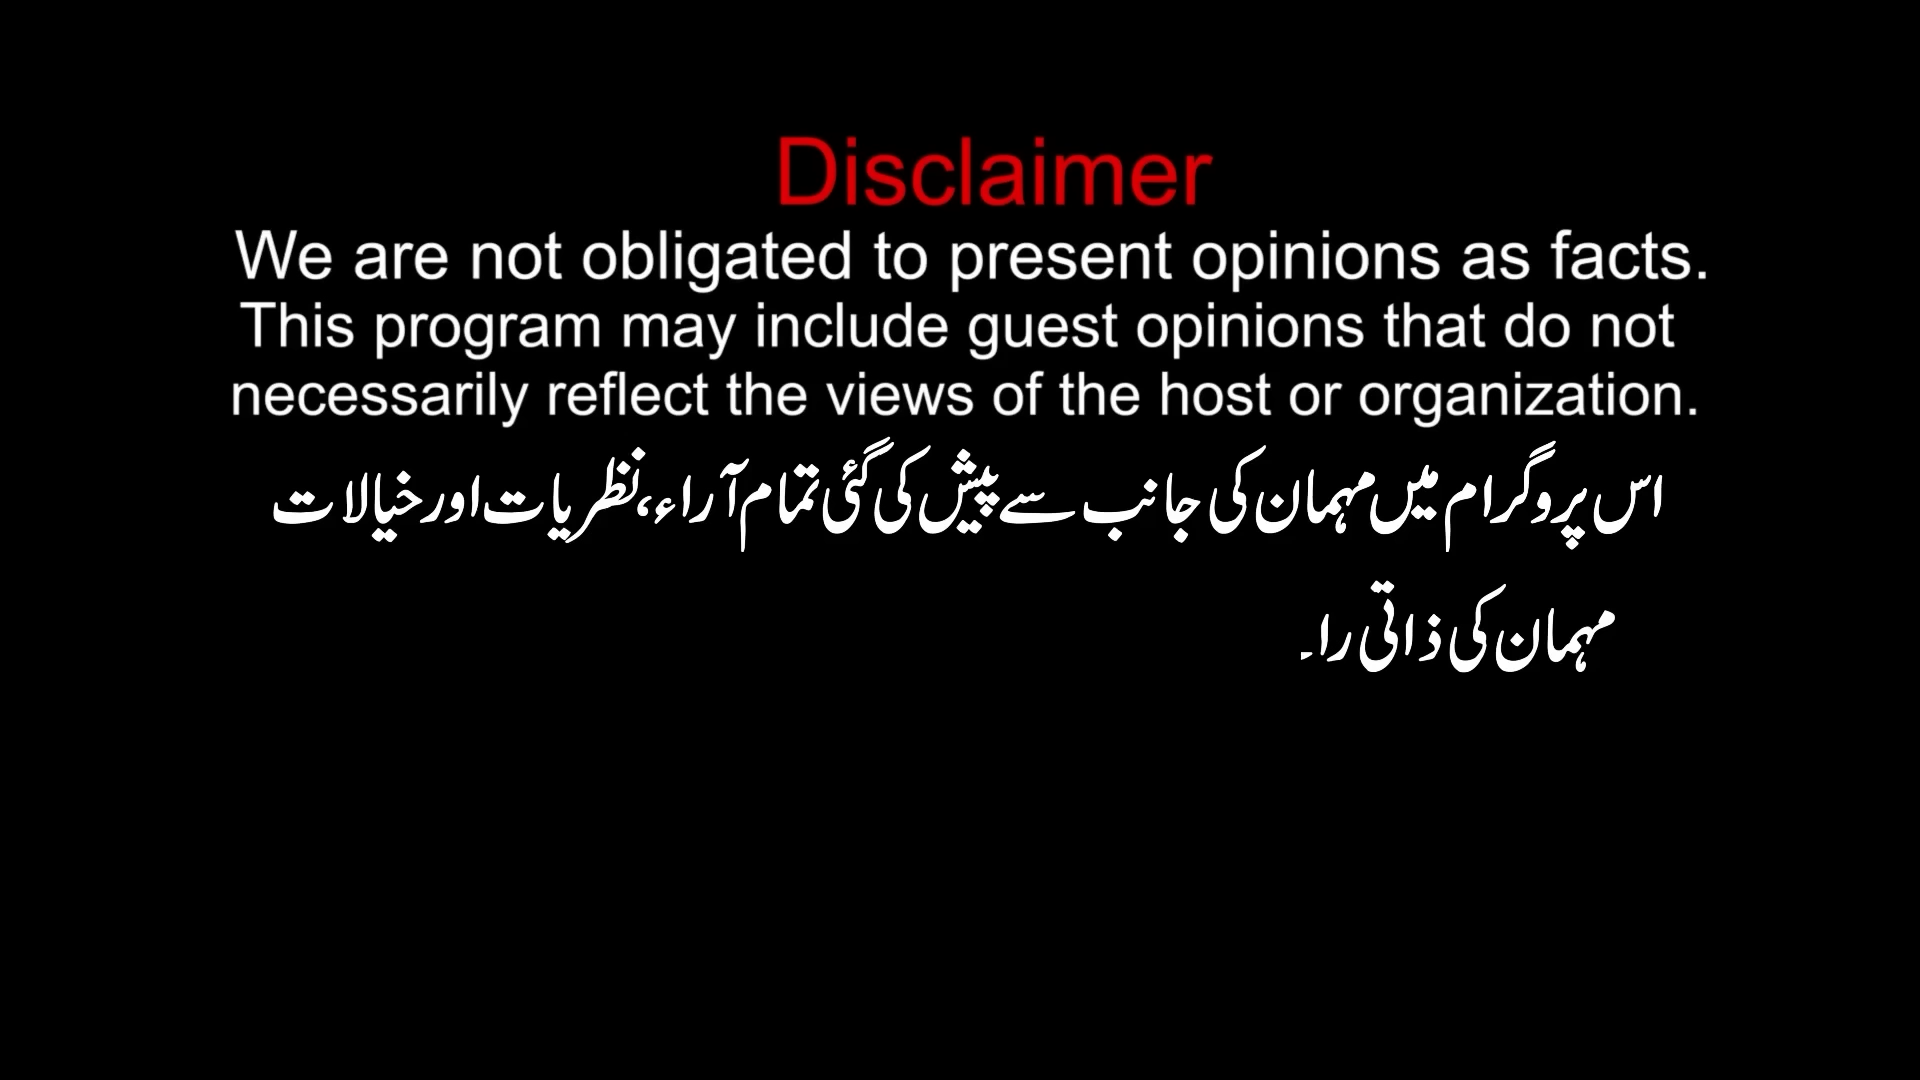 Disclaimer
We are not obligated to present opinions as facts.
This program may include guest opinions that do not
necessarily reflect the views of the host or organization.
اس پروگرام میں مہمان کی جانب سے پیش کی گئی تمام آراء، نظریات اور خیالات
مہمان کی ذاتی را۔